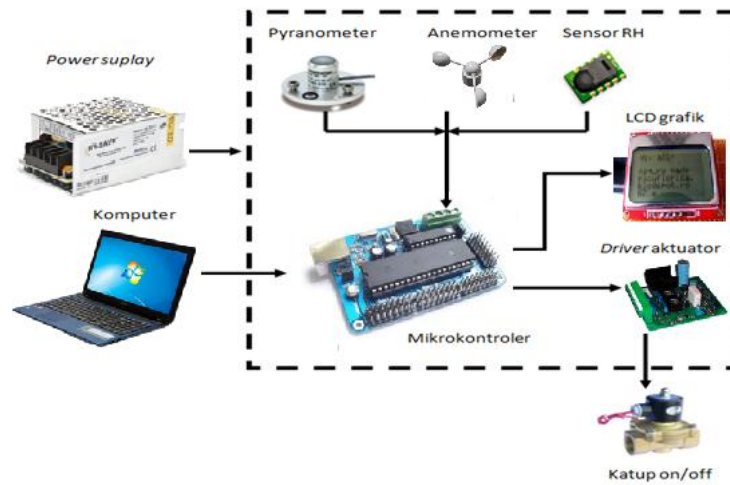 Pyranometer
Anemometer
Sensor RH
Power suplay
LCD grafik
Komputer
Driver aktuator
Mikrokontroler
Katup on/off